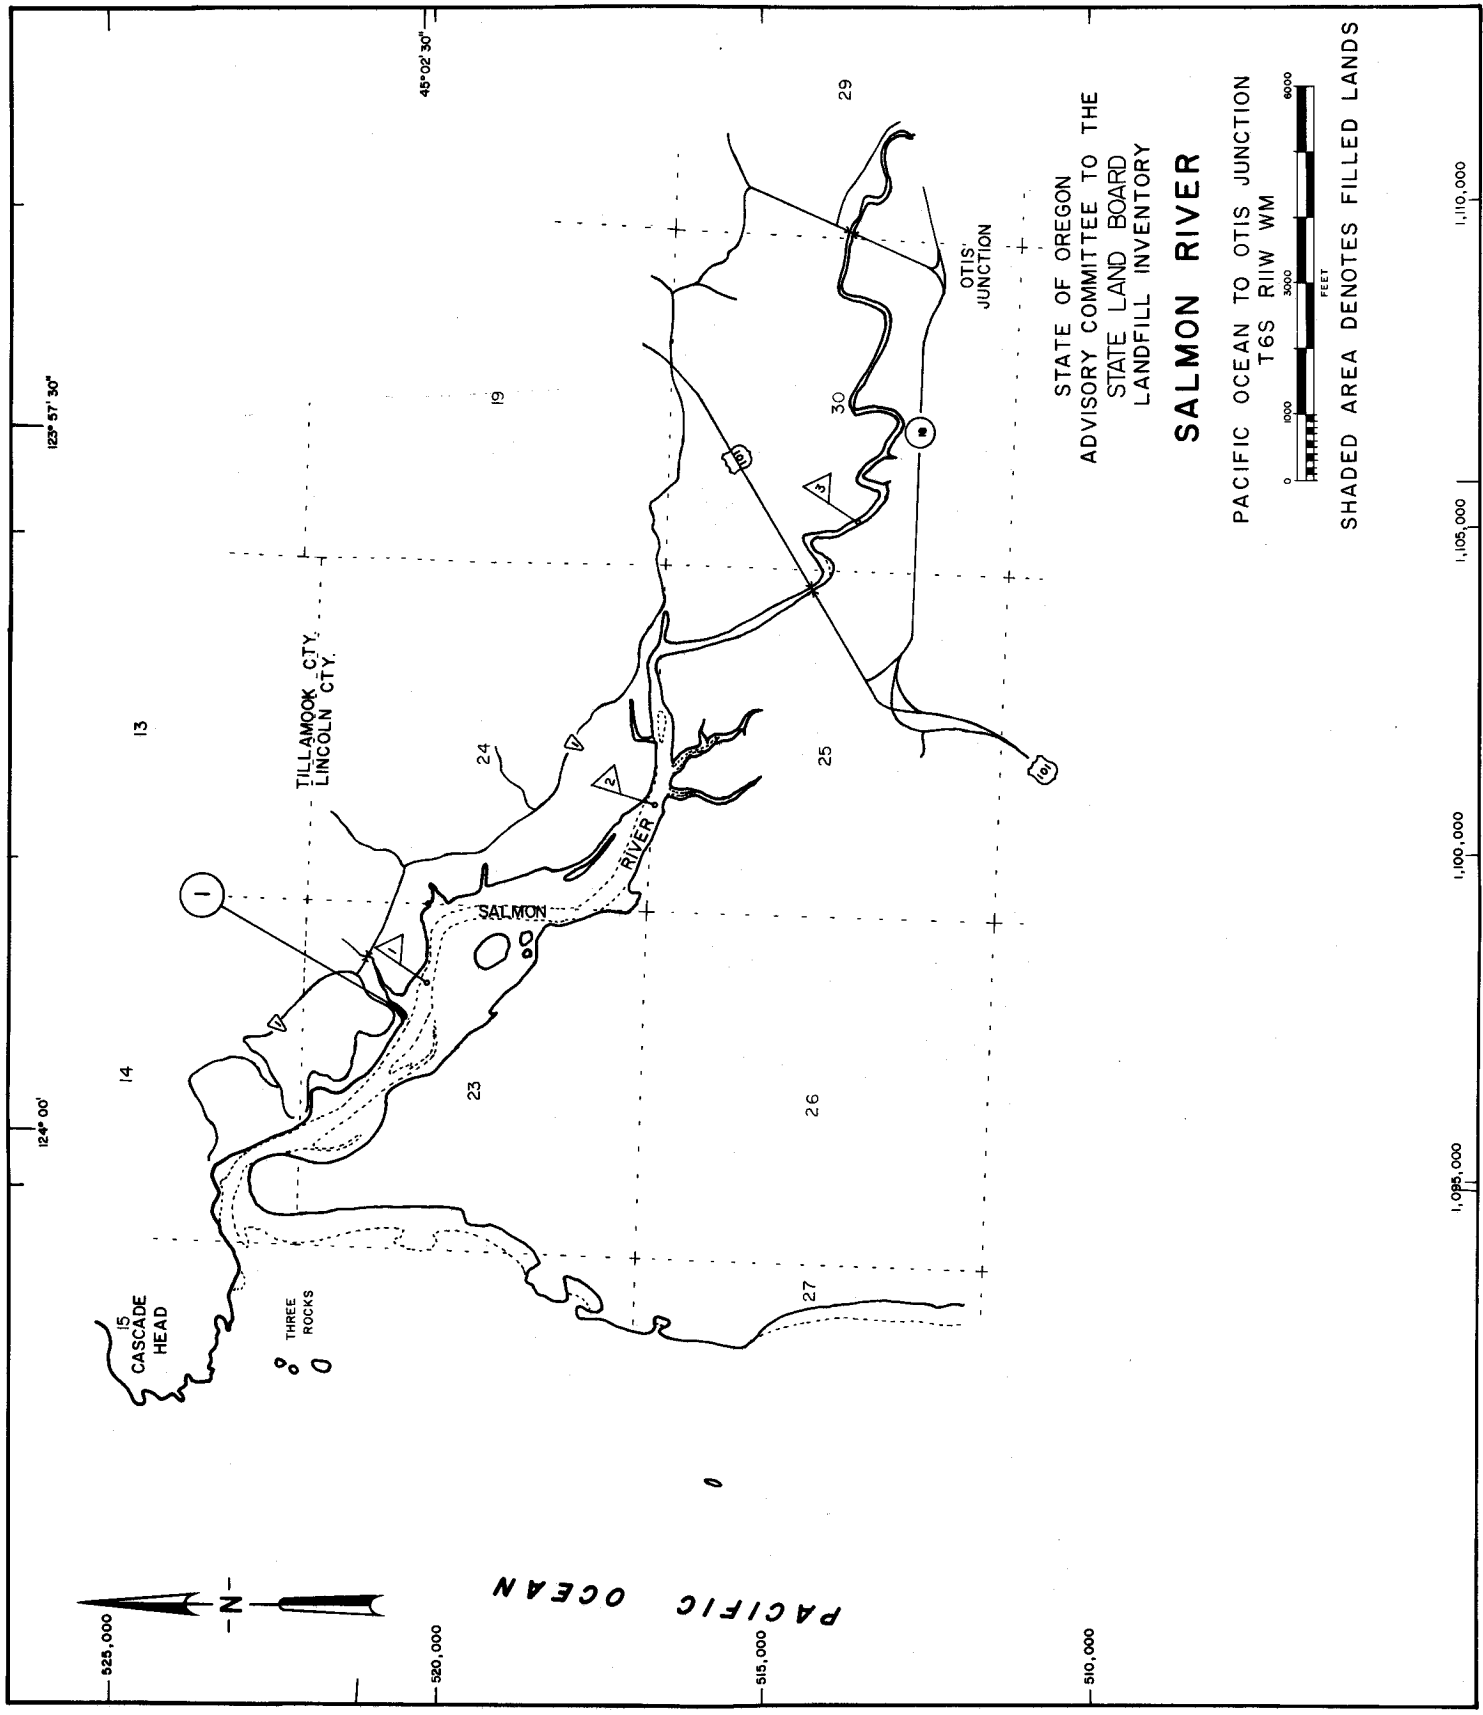 STATE OF OREGON
ADVISORY COMMITTEE TO THE
STATE LAND BOARD
LANDFILL INVENTORY
SALMON RIVER
PACIFIC OCEAN TO OTIS JUNCTION
T6S R11W WM
0 1000 3000 6000
FEET
SHADED AREA DENOTES FILLED LANDS
123° 57' 30"
124° 00'
45° 02' 30"
525,000
520,000
515,000
510,000
1,095,000
1,100,000
1,105,000
1,110,000
-N-
PACIFIC OCEAN
15
CASCADE
HEAD
THREE
ROCKS
14
13
TILLAMOOK CTY.
LINCOLN CTY.
24
19
29
30
23
25
26
27
1
1
2
3
SALMON
RIVER
101
101
18
OTIS
JUNCTION